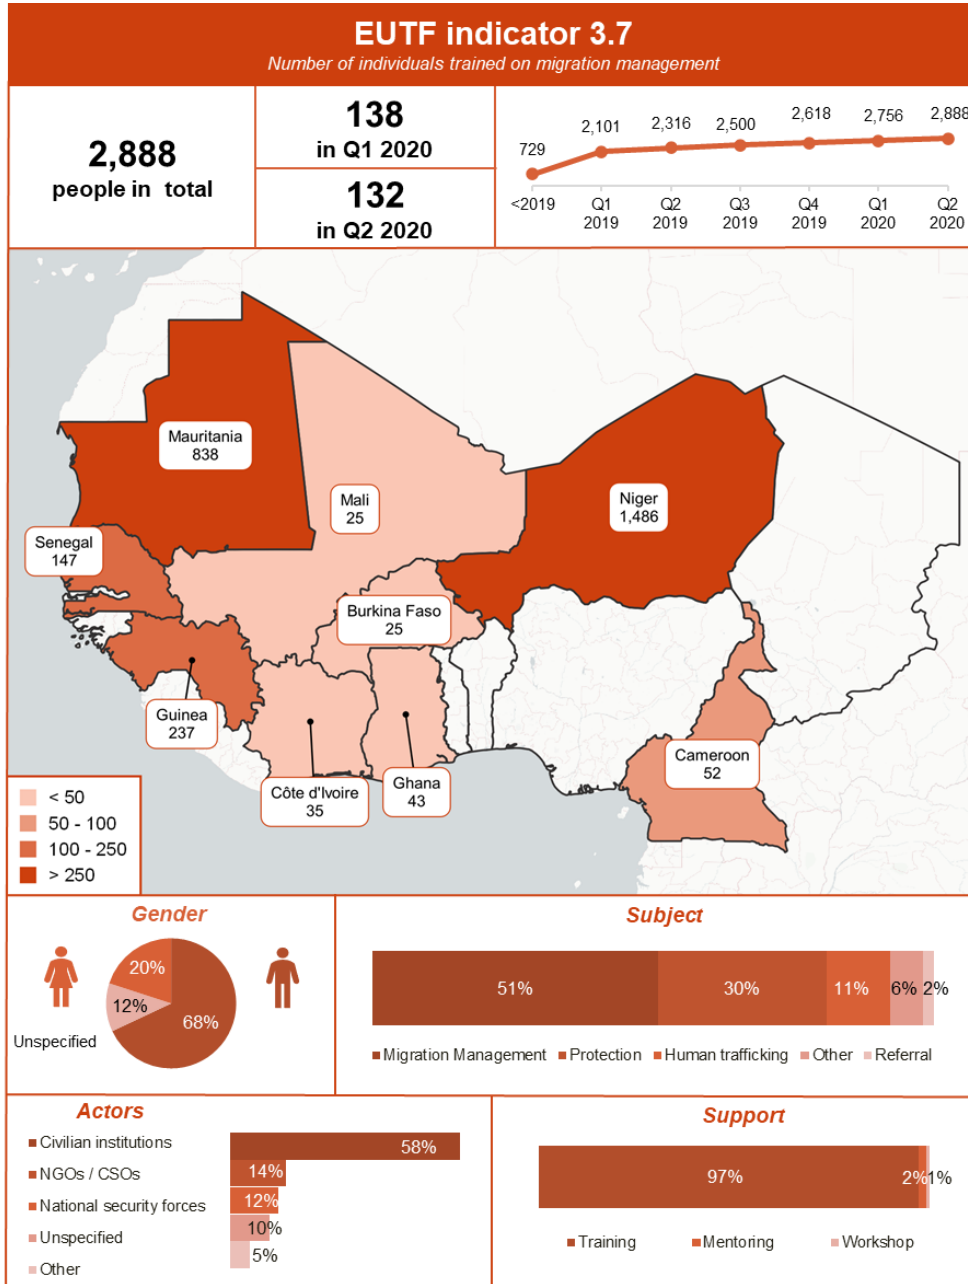 EUTF indicator 3.7
Number of individuals trained on migration management
2,888
people in total
138
in Q1 2020
132
in Q2 2020
729
2,101
2,316
2,500
2,618
2,756
2,888
<2019
Q1
2019
Q2
2019
Q3
2019
Q4
2019
Q1
2020
Q2
2020
Mauritania
838
Mali
25
Niger
1,486
Senegal
147
Burkina Faso
25
Guinea
237
Côte d'Ivoire
35
Ghana
43
Cameroon
52
< 50
50 - 100
100 - 250
> 250
Gender
20%
12%
68%
Unspecified
Subject
51%
30%
11%
6%
2%
Migration Management
Protection
Human trafficking
Other
Referral
Actors
Civilian institutions
58%
NGOs / CSOs
14%
National security forces
12%
Unspecified
10%
Other
5%
Support
97%
2%
1%
Training
Mentoring
Workshop